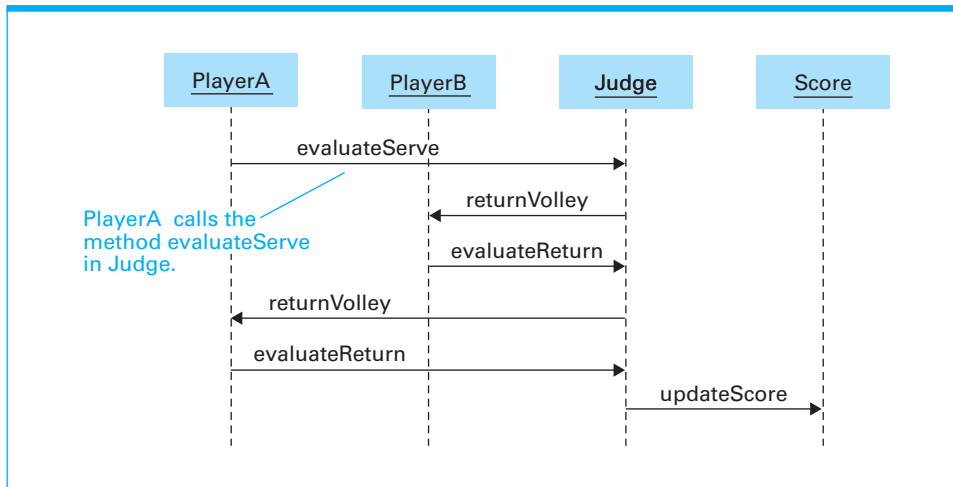 PlayerA
PlayerB
Judge
Score
evaluateServe
returnVolley
PlayerA calls the
method evaluateServe
in Judge.
evaluateReturn
returnVolley
evaluateReturn
updateScore